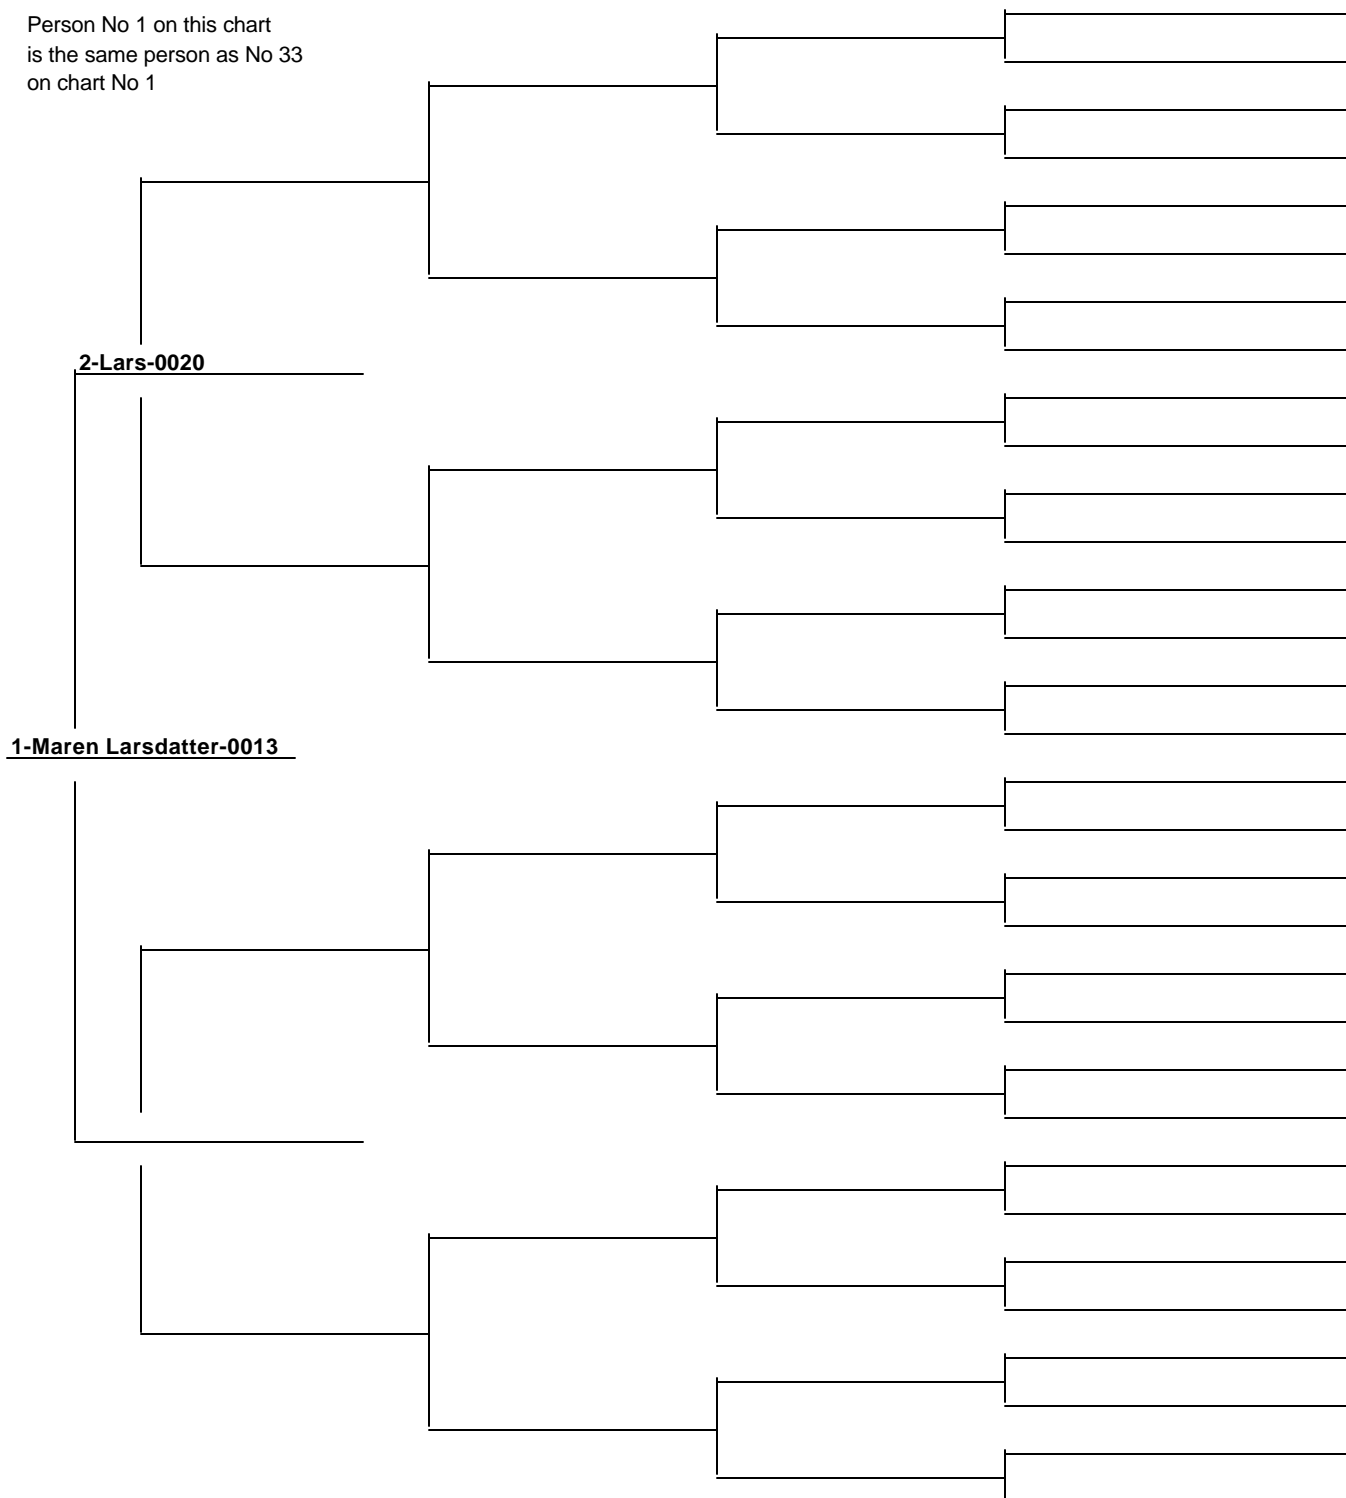 Person No 1 on this chart
is the same person as No 33
on chart No 1
2-Lars-0020
1-Maren Larsdatter-0013